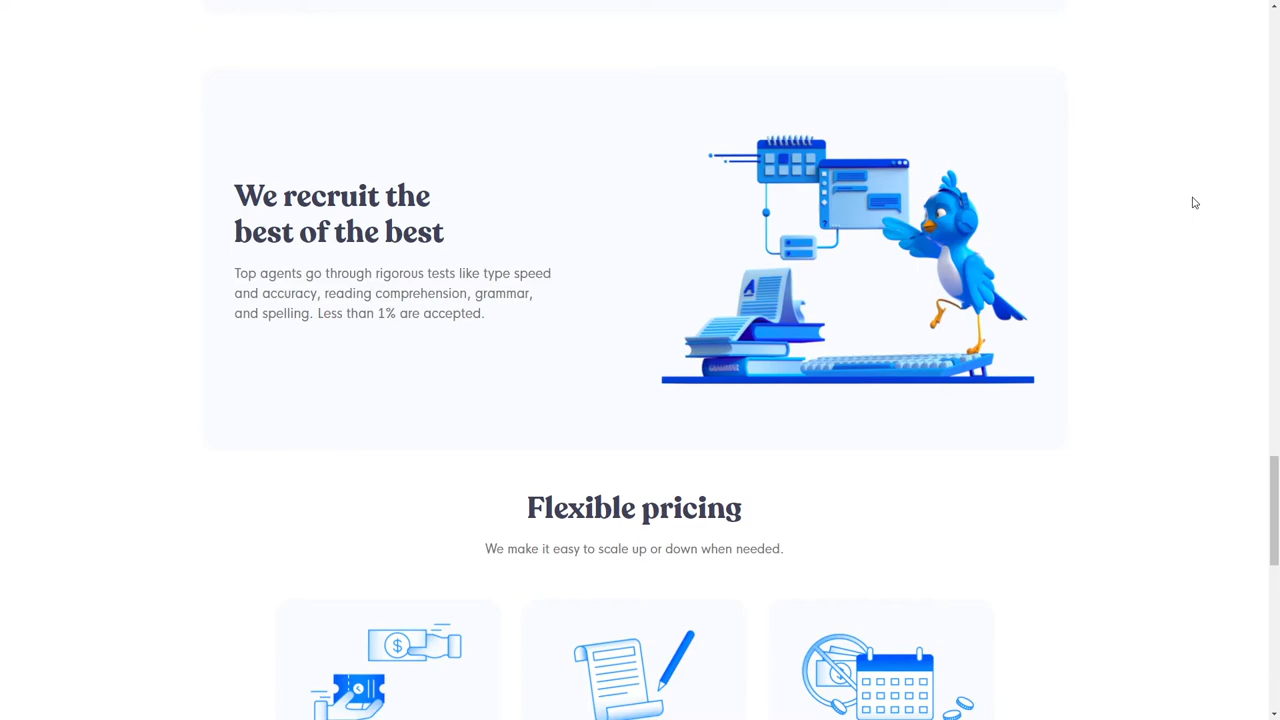 We recruit the
best of the best
Top agents go through rigorous tests like type speed
and accuracy, reading comprehension, grammar,
and spelling. Less than 1% are accepted.
A
Flexible pricing
We make it easy to scale up or down when needed.
$